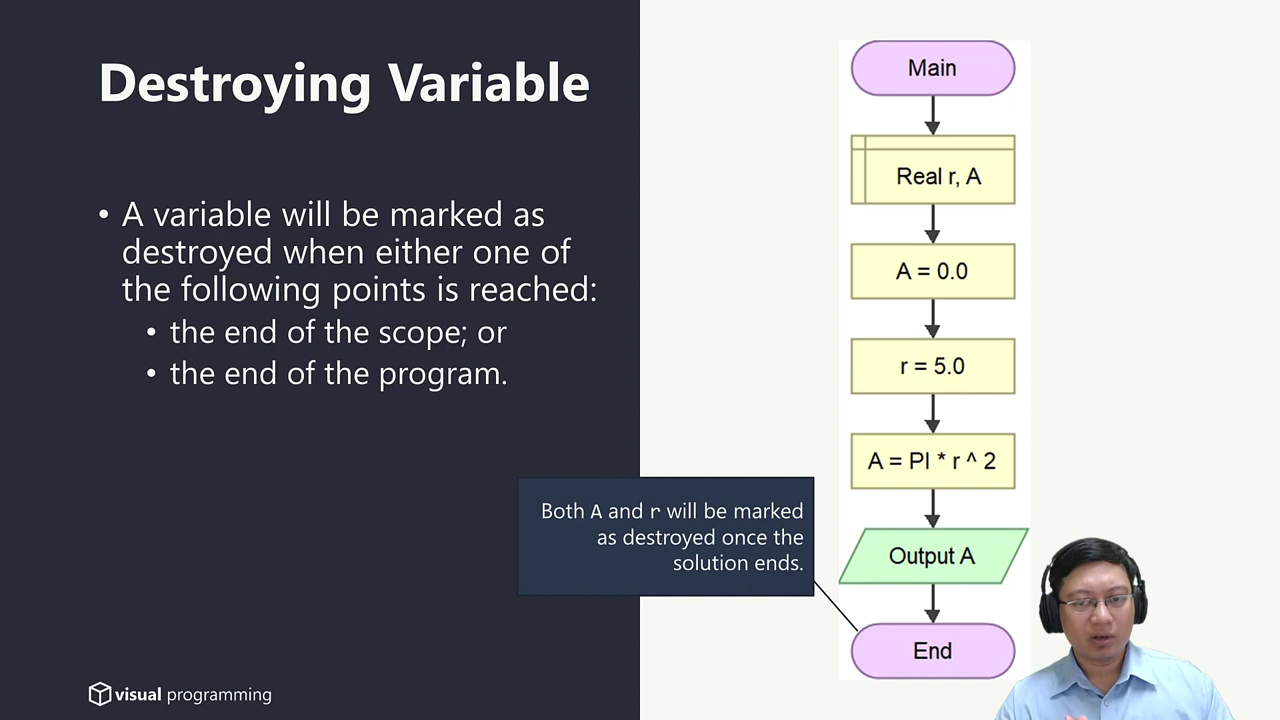 Destroying Variable
• A variable will be marked as
destroyed when either one of
the following points is reached:
• the end of the scope; or
• the end of the program.
Main
Real r, A
A = 0.0
r = 5.0
A = PI * r ^ 2
Output A
End
Both A and r will be marked
as destroyed once the
solution ends.
visual programming